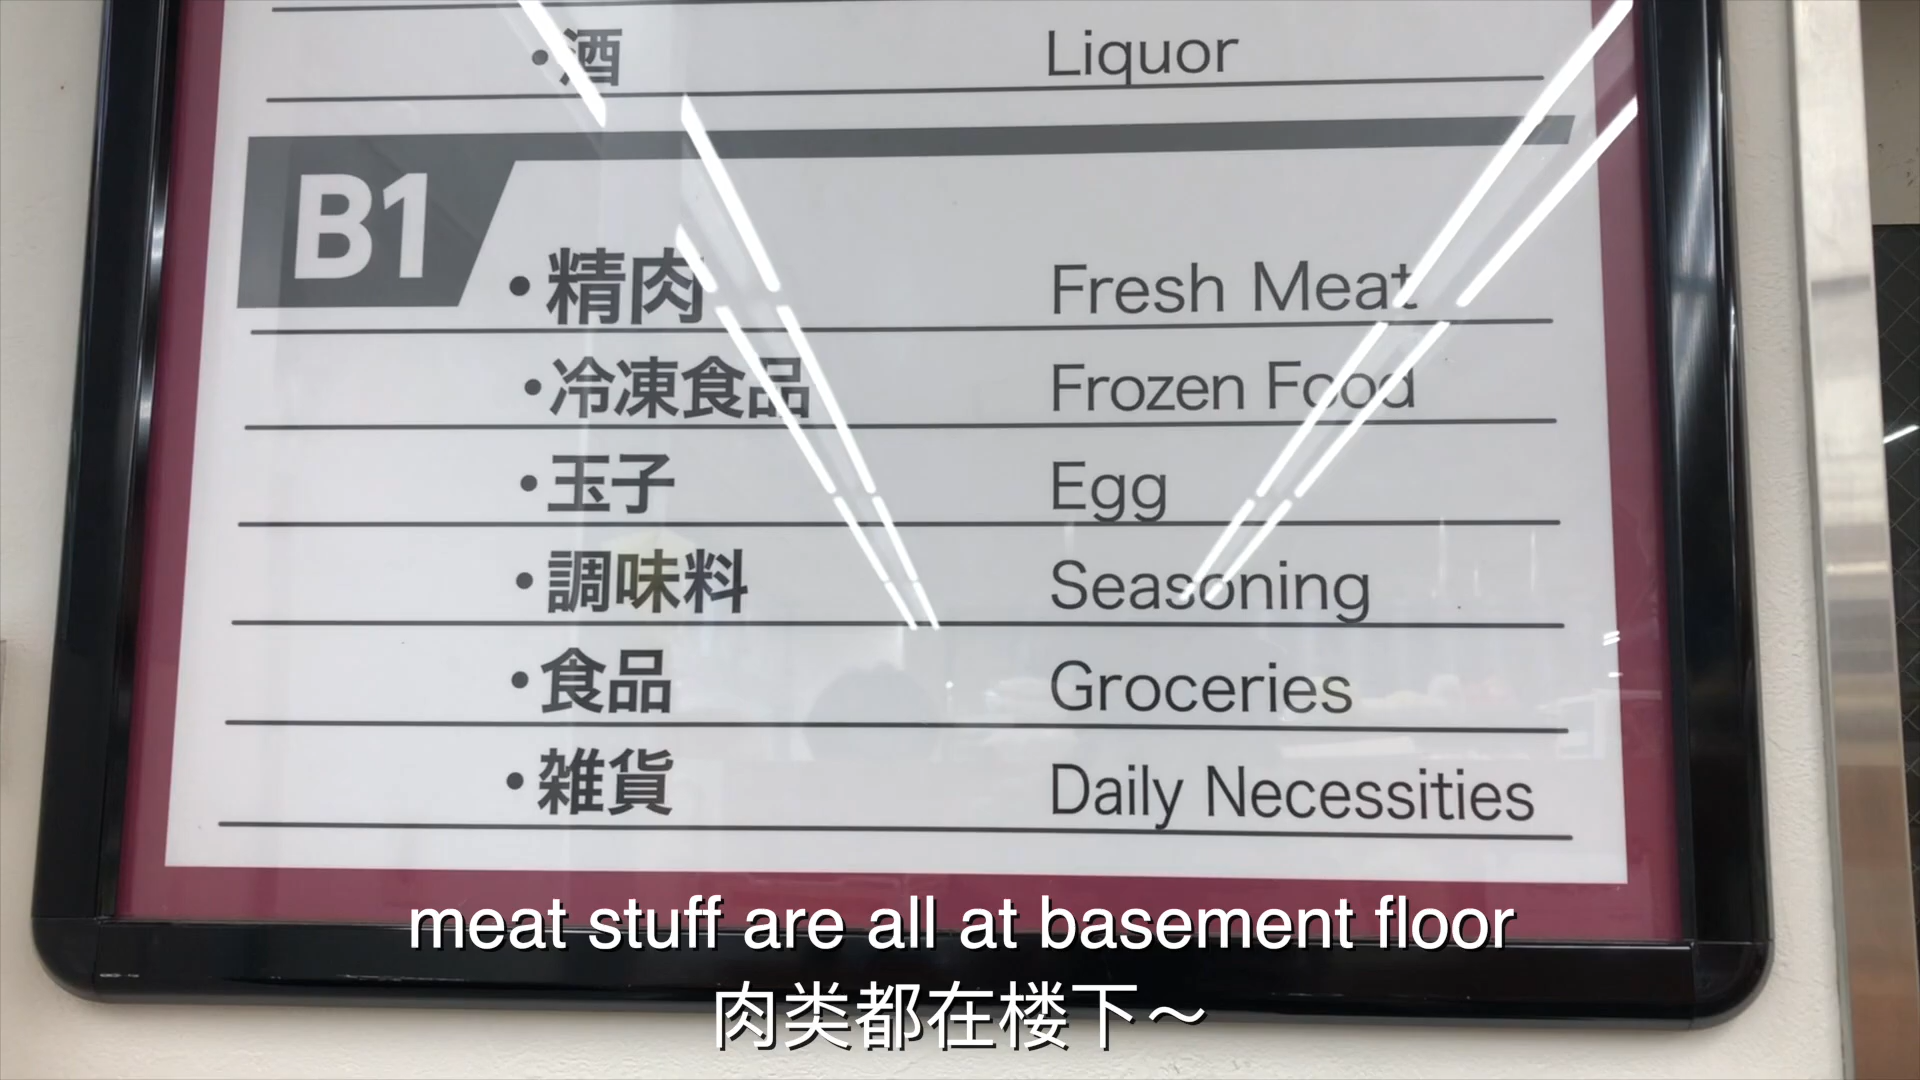 ・酒 Liquor
B1
・精肉 Fresh Meat
・冷凍食品 Frozen Food
・玉子 Egg
・調味料 Seasoning
・食品 Groceries
・雑貨 Daily Necessities
meat stuff are all at basement floor
肉类都在楼下～